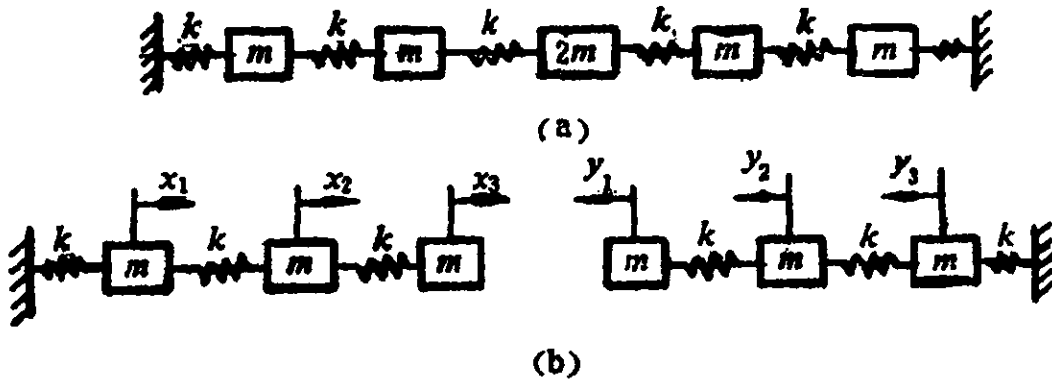 k k k k k
m m 2m m m
(a)
x₁ x₂ x₃ y₁ y₂ y₃
k k k k k k
m m m m m m
(b)